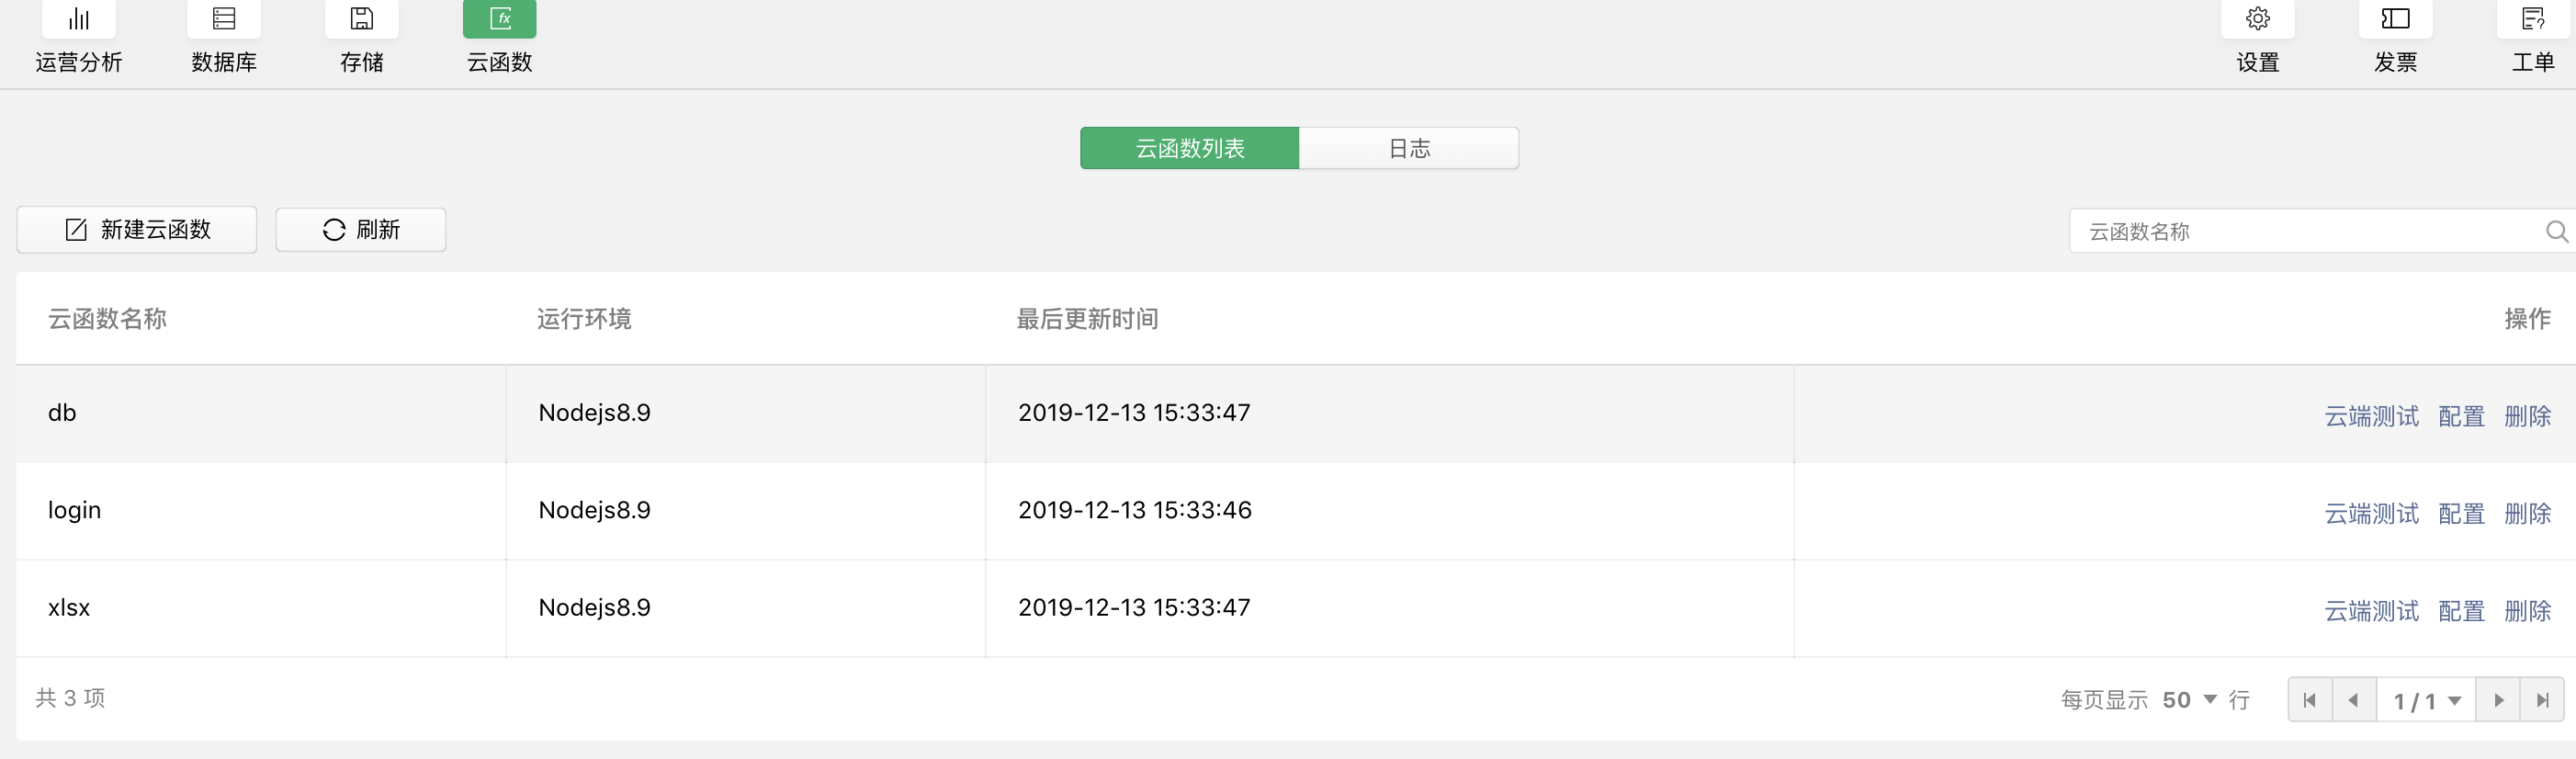 运营分析 数据库 存储 fx 云函数 设置 发票 工单
云函数列表 日志
新建云函数 刷新 云函数名称
云函数名称 运行环境 最后更新时间 操作
db Nodejs8.9 2019-12-13 15:33:47 云端测试 配置 删除
login Nodejs8.9 2019-12-13 15:33:46 云端测试 配置 删除
xlsx Nodejs8.9 2019-12-13 15:33:47 云端测试 配置 删除
共 3 项 每页显示 50 行 1 / 1